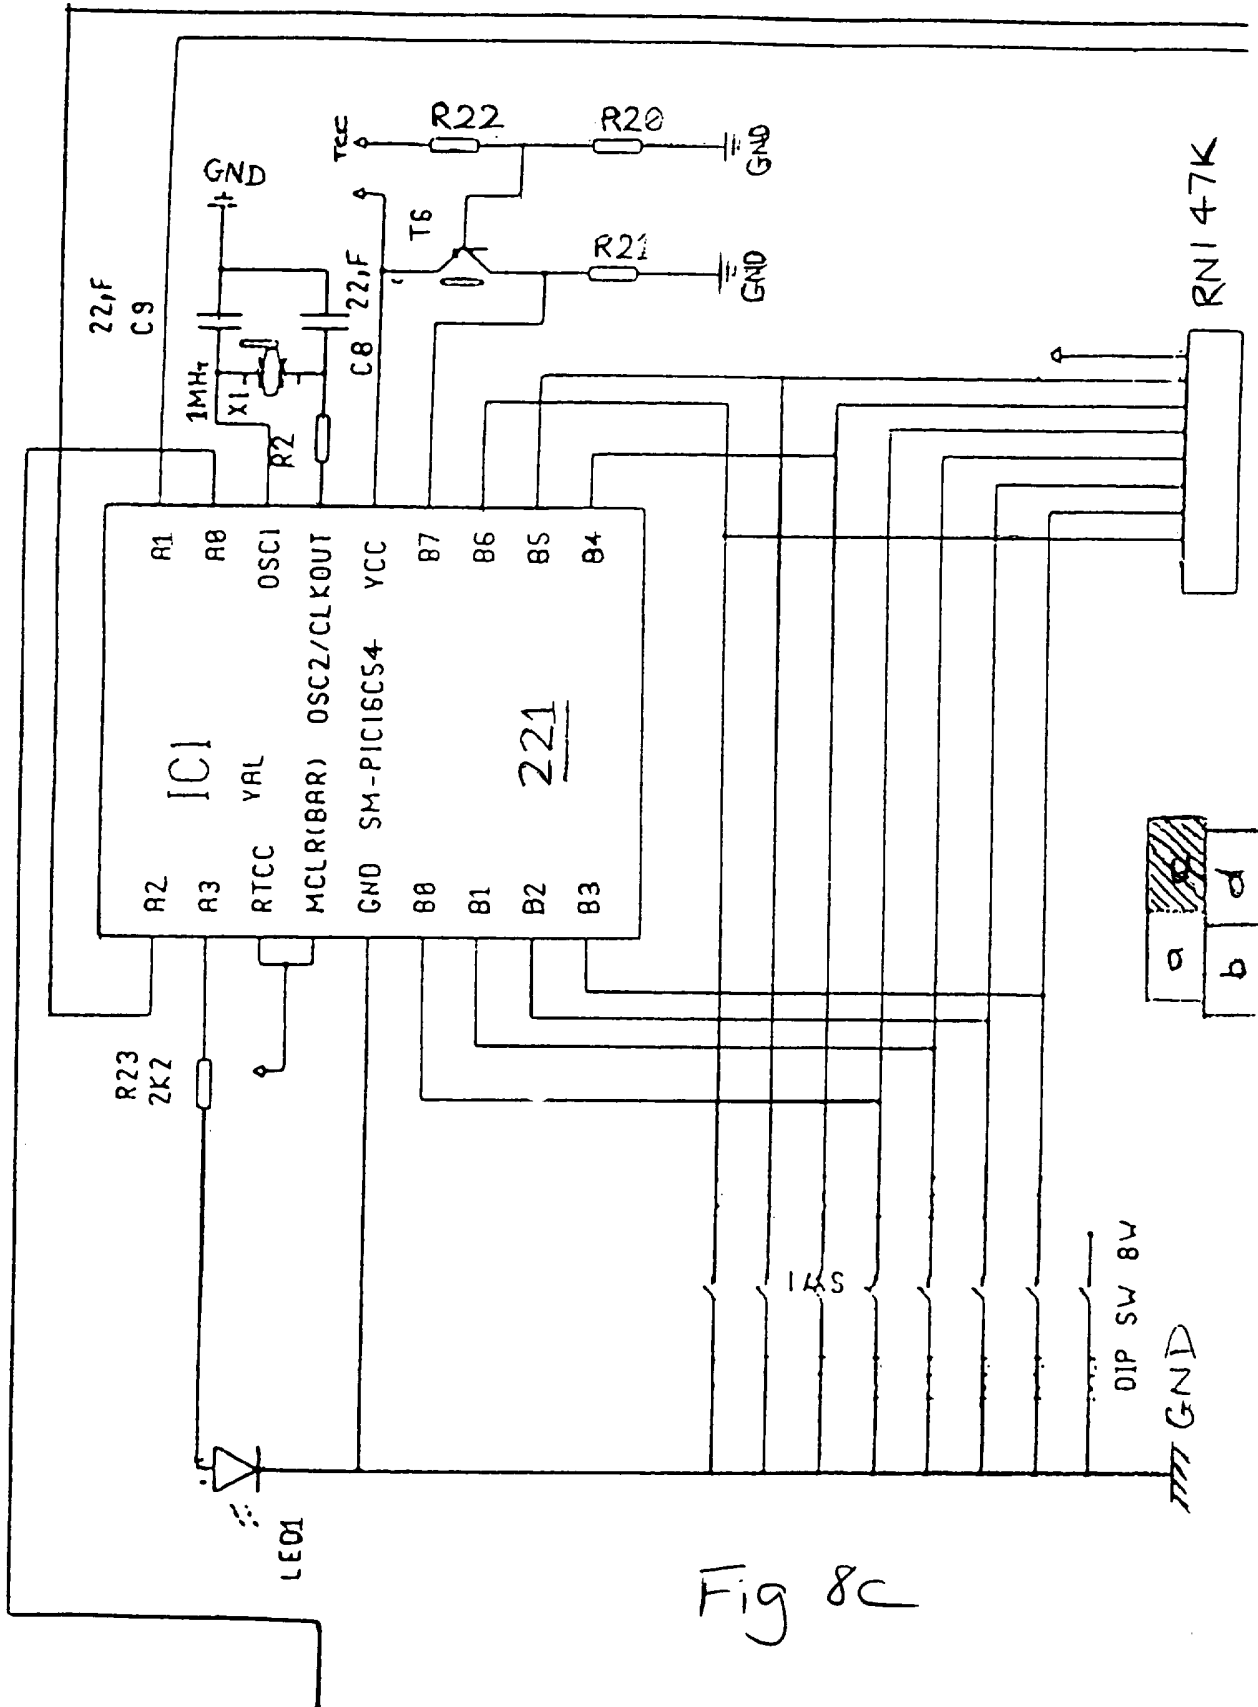 22pF
C9
GND
1MHz
X1
R2
22pF
C8
TCC
R22
R20
GND
T6
R21
GND
RN1 47K
A1
A0
OSC1
OSC2/CLKOUT
VCC
B7
B6
B5
B4
IC1
VAL
SM-PIC16C54
221
A2
A3
RTCC
MCLR(BAR)
GND
B0
B1
B2
B3
R23
2K2
LED1
DIP SW 8W
GND
a
d
b
Fig 8c